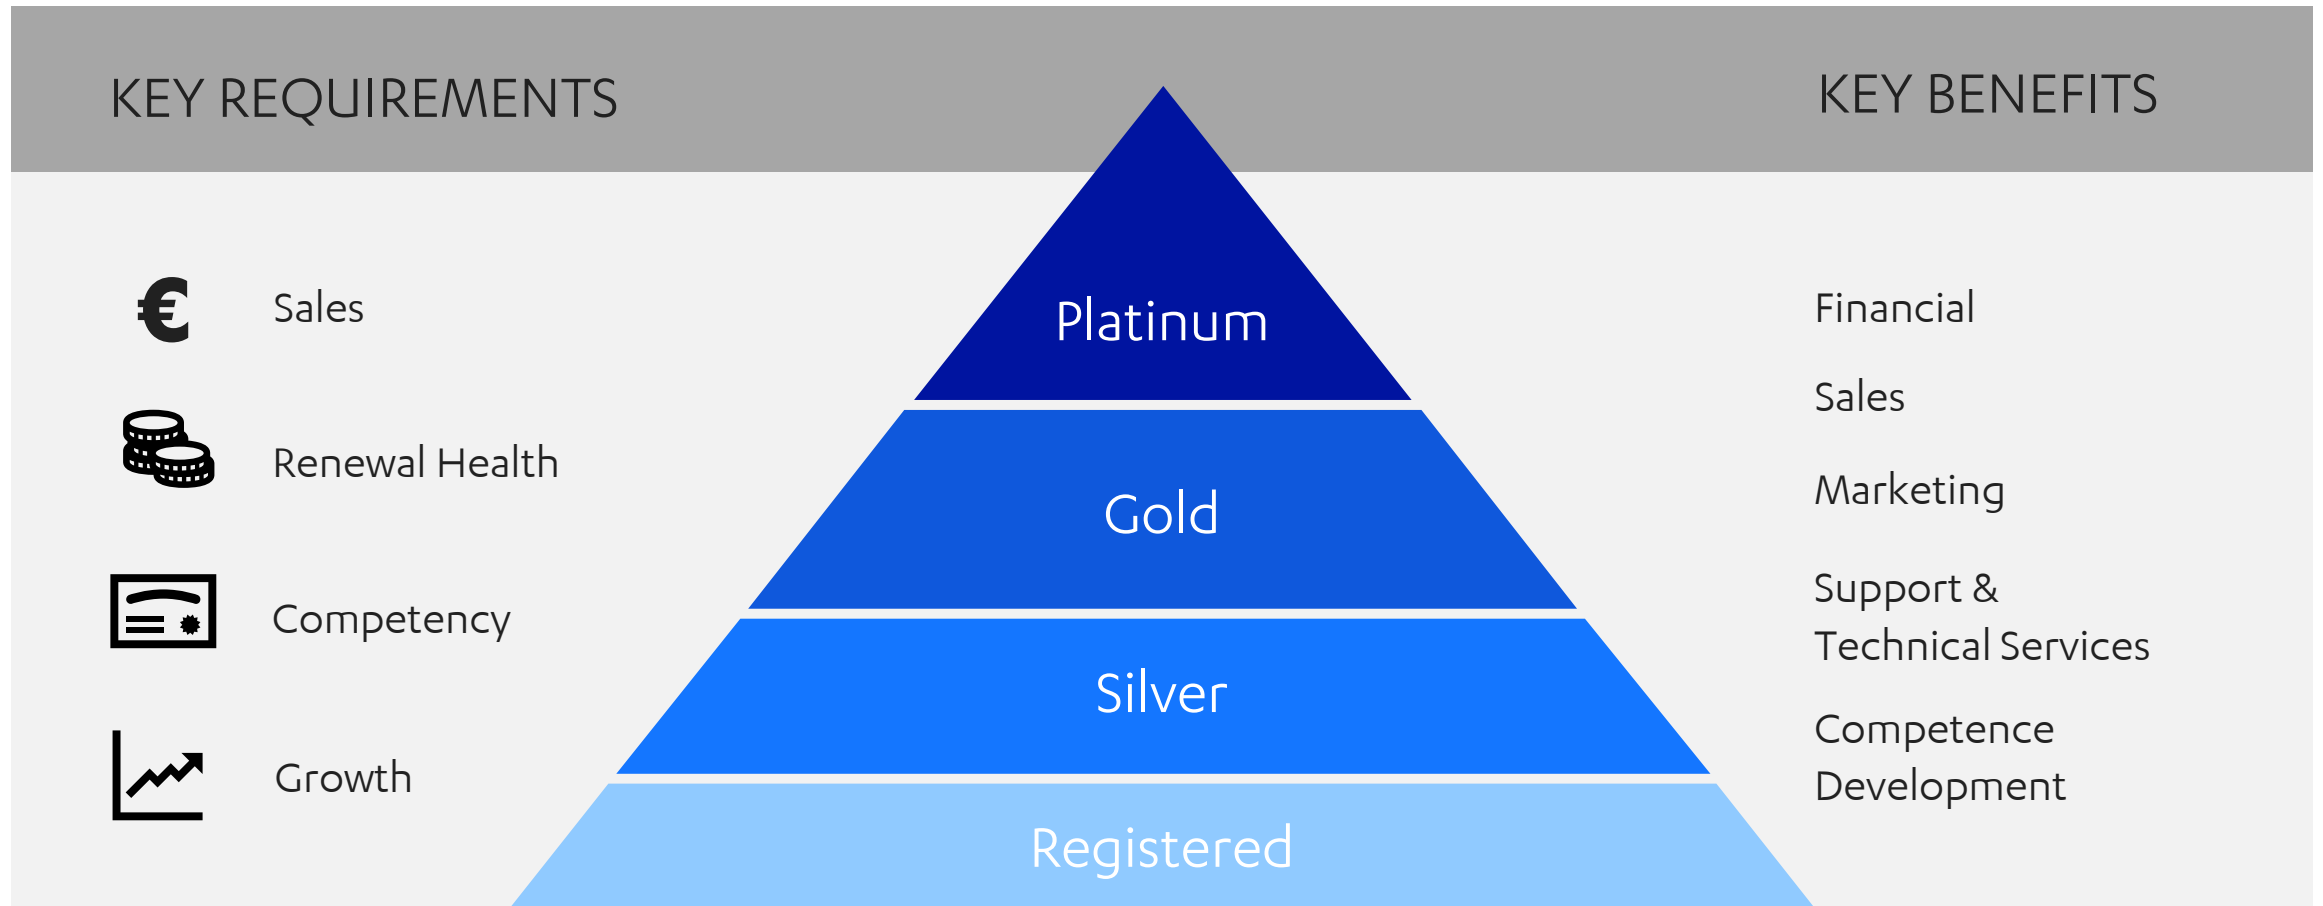 KEY REQUIREMENTS
KEY BENEFITS
€
Sales
Renewal Health
Competency
Growth
Platinum
Gold
Silver
Registered
Financial
Sales
Marketing
Support &
Technical Services
Competence
Development